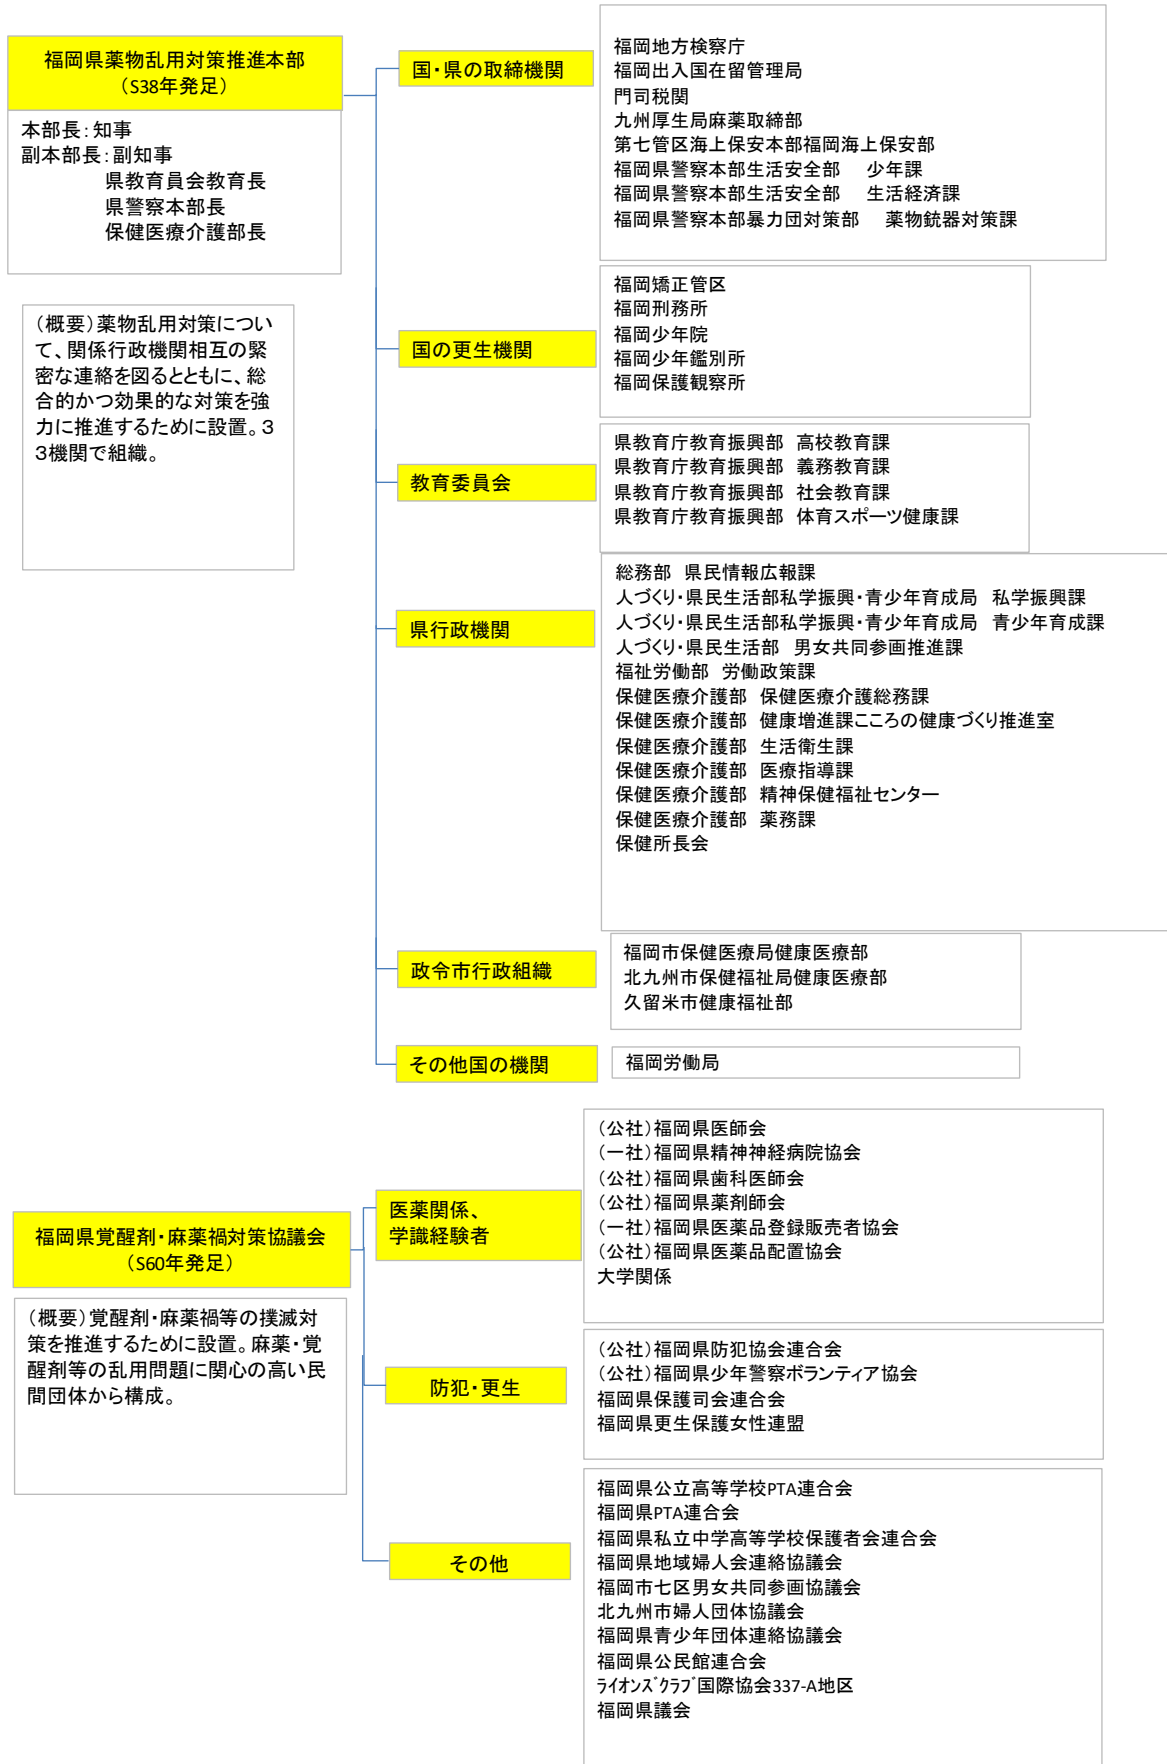 福岡県薬物乱用対策推進本部
（S38年発足）
本部長：知事
副本部長：副知事
県教育員会教育長
県警察本部長
保健医療介護部長
（概要）薬物乱用対策につい
て、関係行政機関相互の緊
密な連絡を図るとともに、総
合的かつ効果的な対策を強
力に推進するために設置。３
３機関で組織。
国・県の取締機関
福岡地方検察庁
福岡出入国在留管理局
門司税関
九州厚生局麻薬取締部
第七管区海上保安本部福岡海上保安部
福岡県警察本部生活安全部　少年課
福岡県警察本部生活安全部　生活経済課
福岡県警察本部暴力団対策部　薬物銃器対策課
国の更生機関
福岡矯正管区
福岡刑務所
福岡少年院
福岡少年鑑別所
福岡保護観察所
教育委員会
県教育庁教育振興部　高校教育課
県教育庁教育振興部　義務教育課
県教育庁教育振興部　社会教育課
県教育庁教育振興部　体育スポーツ健康課
県行政機関
総務部　県民情報広報課
人づくり・県民生活部私学振興・青少年育成局　私学振興課
人づくり・県民生活部私学振興・青少年育成局　青少年育成課
人づくり・県民生活部　男女共同参画推進課
福祉労働部　労働政策課
保健医療介護部　保健医療介護総務課
保健医療介護部　健康増進課こころの健康づくり推進室
保健医療介護部　生活衛生課
保健医療介護部　医療指導課
保健医療介護部　精神保健福祉センター
保健医療介護部　薬務課
保健所長会
政令市行政組織
福岡市保健医療局健康医療部
北九州市保健福祉局健康医療部
久留米市健康福祉部
その他国の機関
福岡労働局
福岡県覚醒剤・麻薬禍対策協議会
（S60年発足）
（概要）覚醒剤・麻薬禍等の撲滅対
策を推進するために設置。麻薬・覚
醒剤等の乱用問題に関心の高い民
間団体から構成。
医薬関係、
学識経験者
（公社）福岡県医師会
（一社）福岡県精神神経病院協会
（公社）福岡県歯科医師会
（公社）福岡県薬剤師会
（一社）福岡県医薬品登録販売者協会
（公社）福岡県医薬品配置協会
大学関係
防犯・更生
（公社）福岡県防犯協会連合会
（公社）福岡県少年警察ボランティア協会
福岡県保護司会連合会
福岡県更生保護女性連盟
その他
福岡県公立高等学校PTA連合会
福岡県PTA連合会
福岡県私立中学高等学校保護者会連合会
福岡県地域婦人会連絡協議会
福岡市七区男女共同参画協議会
北九州市婦人団体協議会
福岡県青少年団体連絡協議会
福岡県公民館連合会
ﾗｲｵﾝｽﾞｸﾗﾌﾞ国際協会337-A地区
福岡県議会